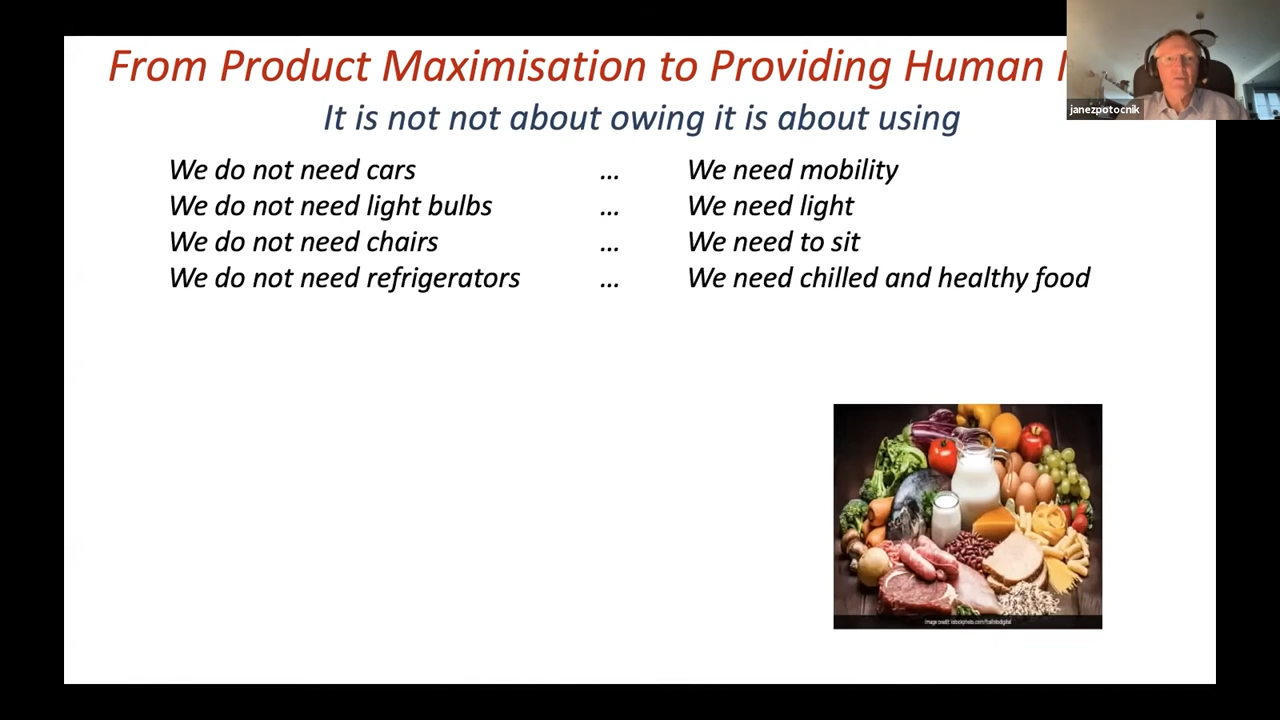 From Product Maximisation to Providing Human
It is not not about owing it is about using
We do not need cars ... We need mobility
We do not need light bulbs ... We need light
We do not need chairs ... We need to sit
We do not need refrigerators ... We need chilled and healthy food
janezpotocnik